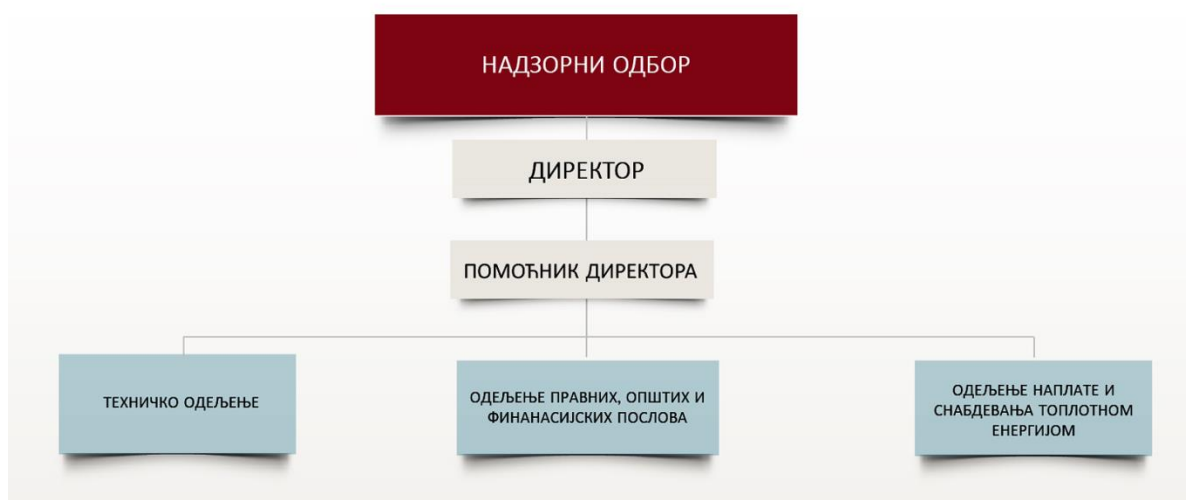 НАДЗОРНИ ОДБОР
ДИРЕКТОР
ПОМОЋНИК ДИРЕКТОРА
ТЕХНИЧКО ОДЕЉЕЊЕ
ОДЕЉЕЊЕ ПРАВНИХ, ОПШТИХ И
ФИНАНАСИЈСКИХ ПОСЛОВА
ОДЕЉЕЊЕ НАПЛАТЕ И
СНАБДЕВАЊА ТОПЛОТНОМ
ЕНЕРГИЈОМ